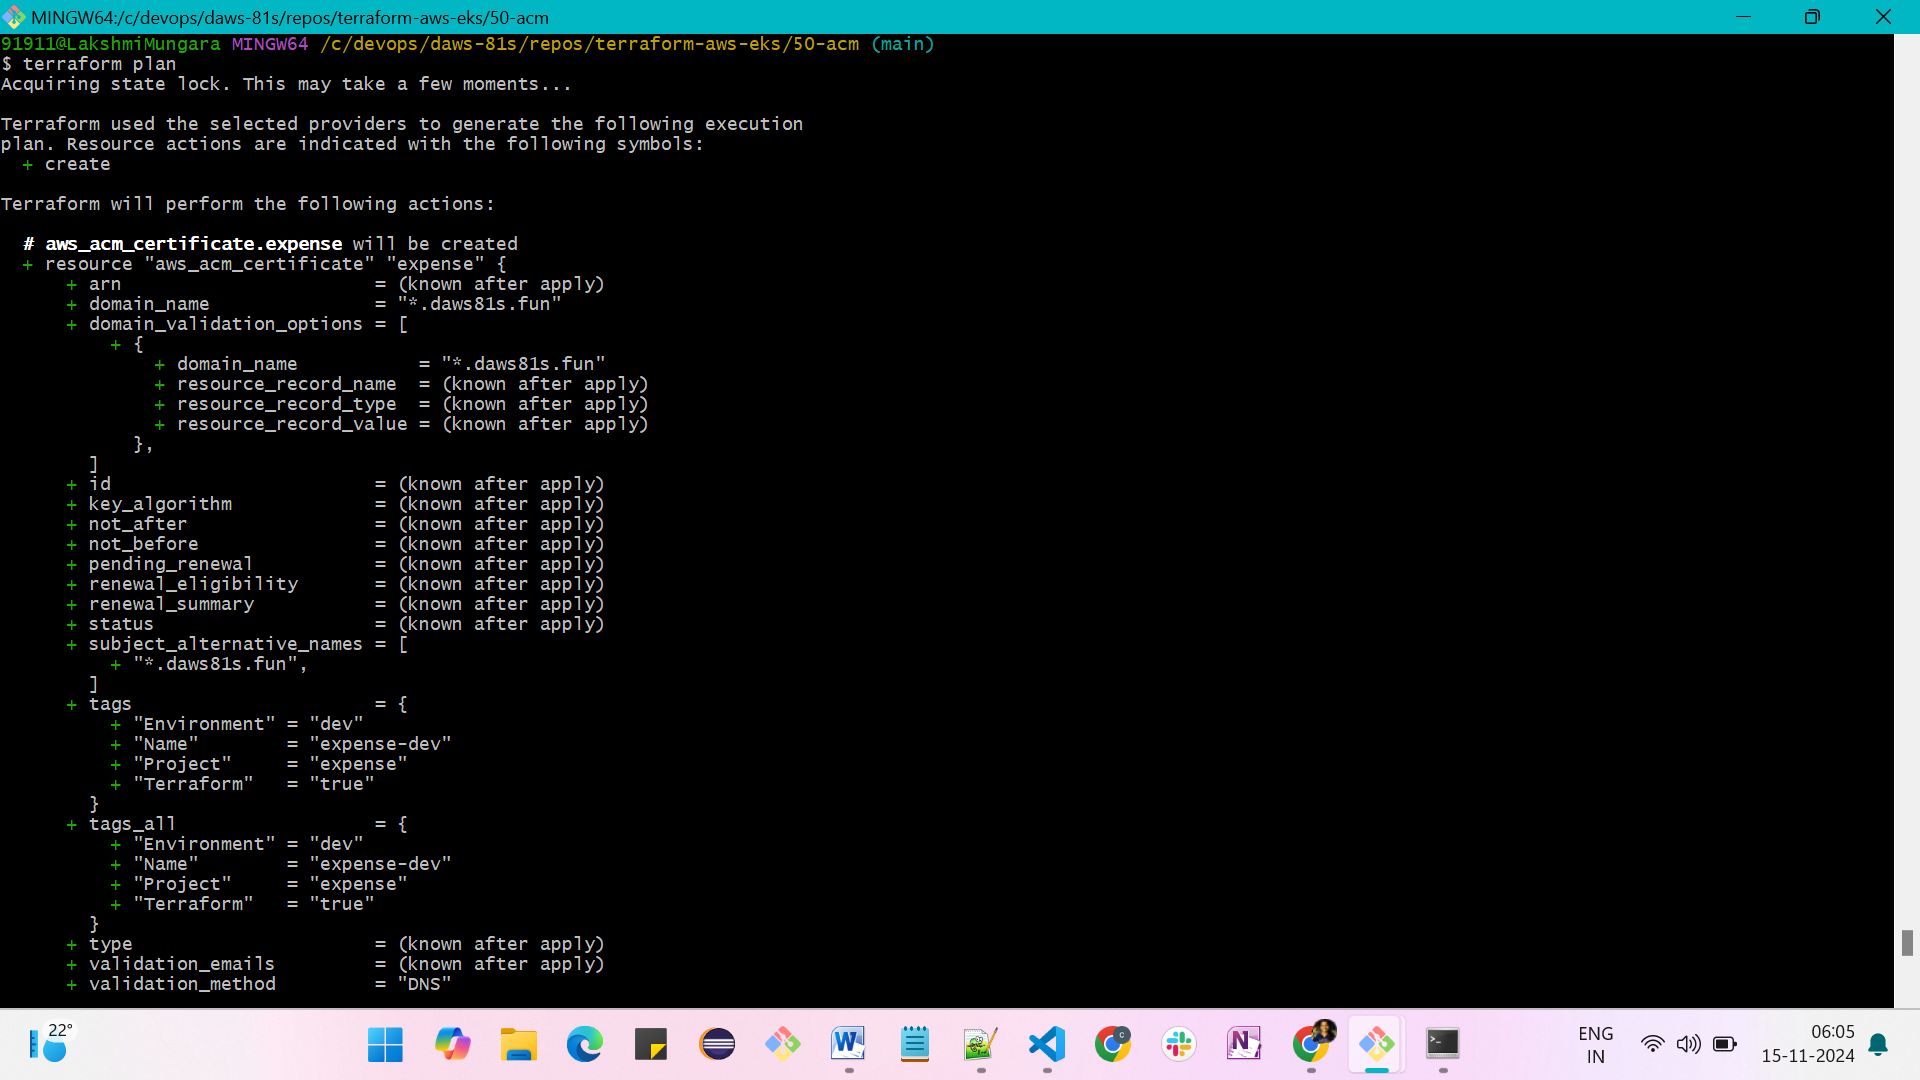 MINGW64:/c/devops/daws-81s/repos/terraform-aws-eks/50-acm
91911@LakshmiMungara MINGW64 /c/devops/daws-81s/repos/terraform-aws-eks/50-acm (main)
$ terraform plan
Acquiring state lock. This may take a few moments...
Terraform used the selected providers to generate the following execution
plan. Resource actions are indicated with the following symbols:
  + create
Terraform will perform the following actions:
  # aws_acm_certificate.expense will be created
  + resource "aws_acm_certificate" "expense" {
      + arn                       = (known after apply)
      + domain_name               = "*.daws81s.fun"
      + domain_validation_options = [
          + {
              + domain_name           = "*.daws81s.fun"
              + resource_record_name  = (known after apply)
              + resource_record_type  = (known after apply)
              + resource_record_value = (known after apply)
            },
        ]
      + id                        = (known after apply)
      + key_algorithm             = (known after apply)
      + not_after                 = (known after apply)
      + not_before                = (known after apply)
      + pending_renewal           = (known after apply)
      + renewal_eligibility       = (known after apply)
      + renewal_summary           = (known after apply)
      + status                    = (known after apply)
      + subject_alternative_names = [
          + "*.daws81s.fun",
        ]
      + tags                      = {
          + "Environment" = "dev"
          + "Name"        = "expense-dev"
          + "Project"     = "expense"
          + "Terraform"   = "true"
        }
      + tags_all                  = {
          + "Environment" = "dev"
          + "Name"        = "expense-dev"
          + "Project"     = "expense"
          + "Terraform"   = "true"
        }
      + type                      = (known after apply)
      + validation_emails         = (known after apply)
      + validation_method         = "DNS"
22°
ENG
IN
06:05
15-11-2024